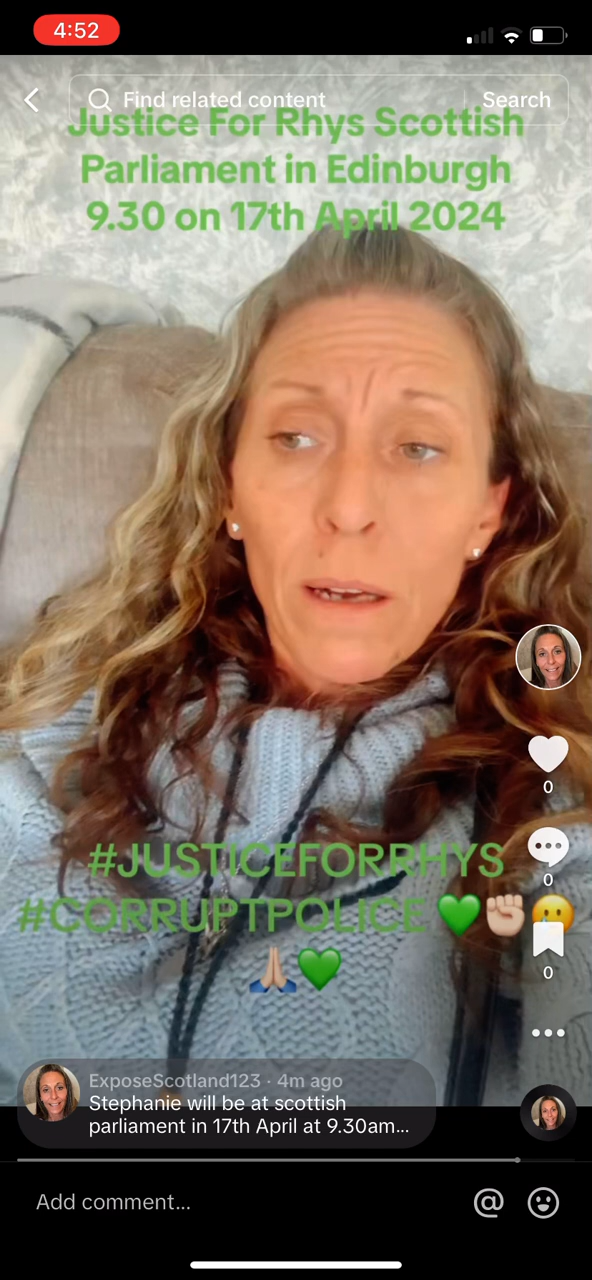 4:52
Find related content
Search
Justice For Rhys Scottish
Parliament in Edinburgh
9.30 on 17th April 2024
0
#JUSTICEFORRHYS
0
#CORRUPTPOLICE 💚✊🏼🫢
🙏🏼💚
0
ExposeScotland123 · 4m ago
Stephanie will be at scottish
parliament in 17th April at 9.30am...
Add comment...
@